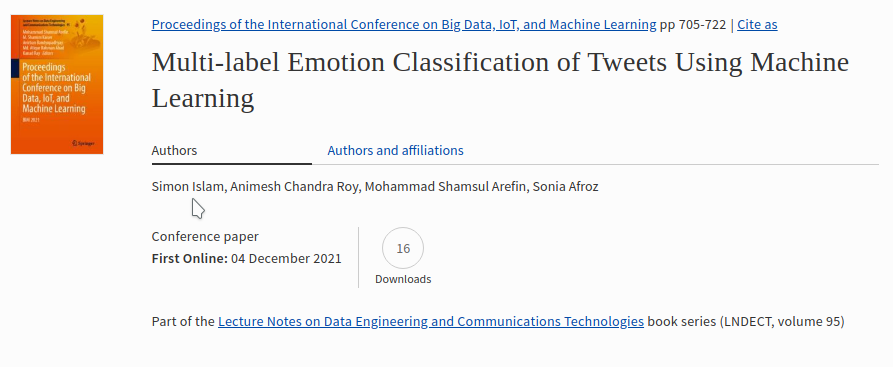 Proceedings of the International Conference on Big Data, IoT, and Machine Learning pp 705-722 | Cite as
Multi-label Emotion Classification of Tweets Using Machine
Learning
Authors
Authors and affiliations
Simon Islam, Animesh Chandra Roy, Mohammad Shamsul Arefin, Sonia Afroz
Conference paper
First Online: 04 December 2021
16
Downloads
Part of the Lecture Notes on Data Engineering and Communications Technologies book series (LNDECT, volume 95)
Proceedings
of the International
Conference on Big
Data, IoT, and
Machine Learning
BIM 2021
Springer